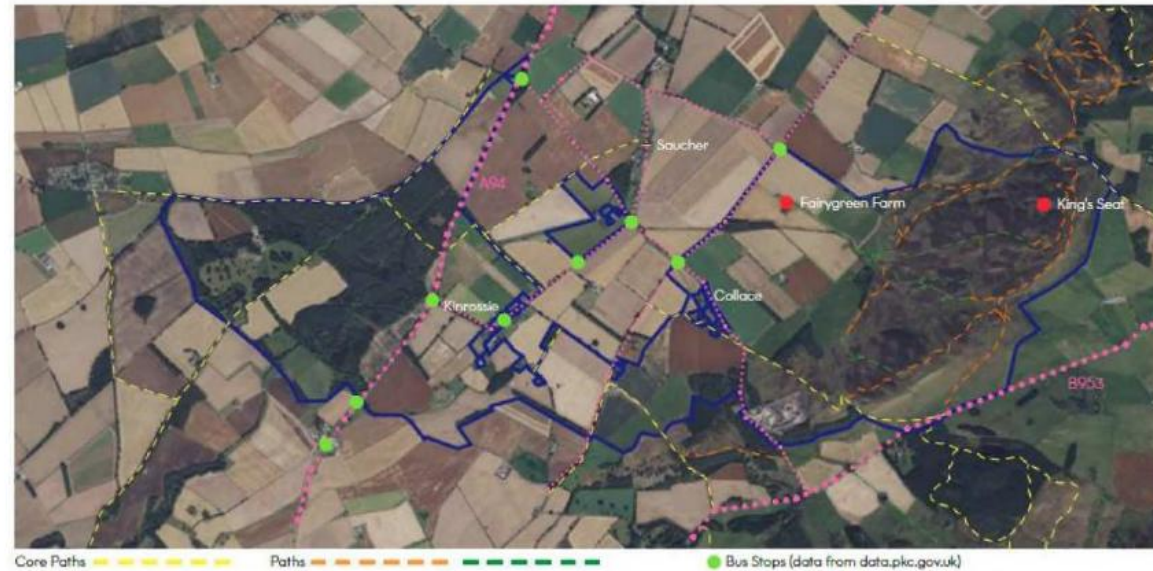 A94
Saucher
Fairygreen Farm
King's Seat
Kinrossie
Collace
B953
Core Paths
Paths
Bus Stops (data from data.pkc.gov.uk)